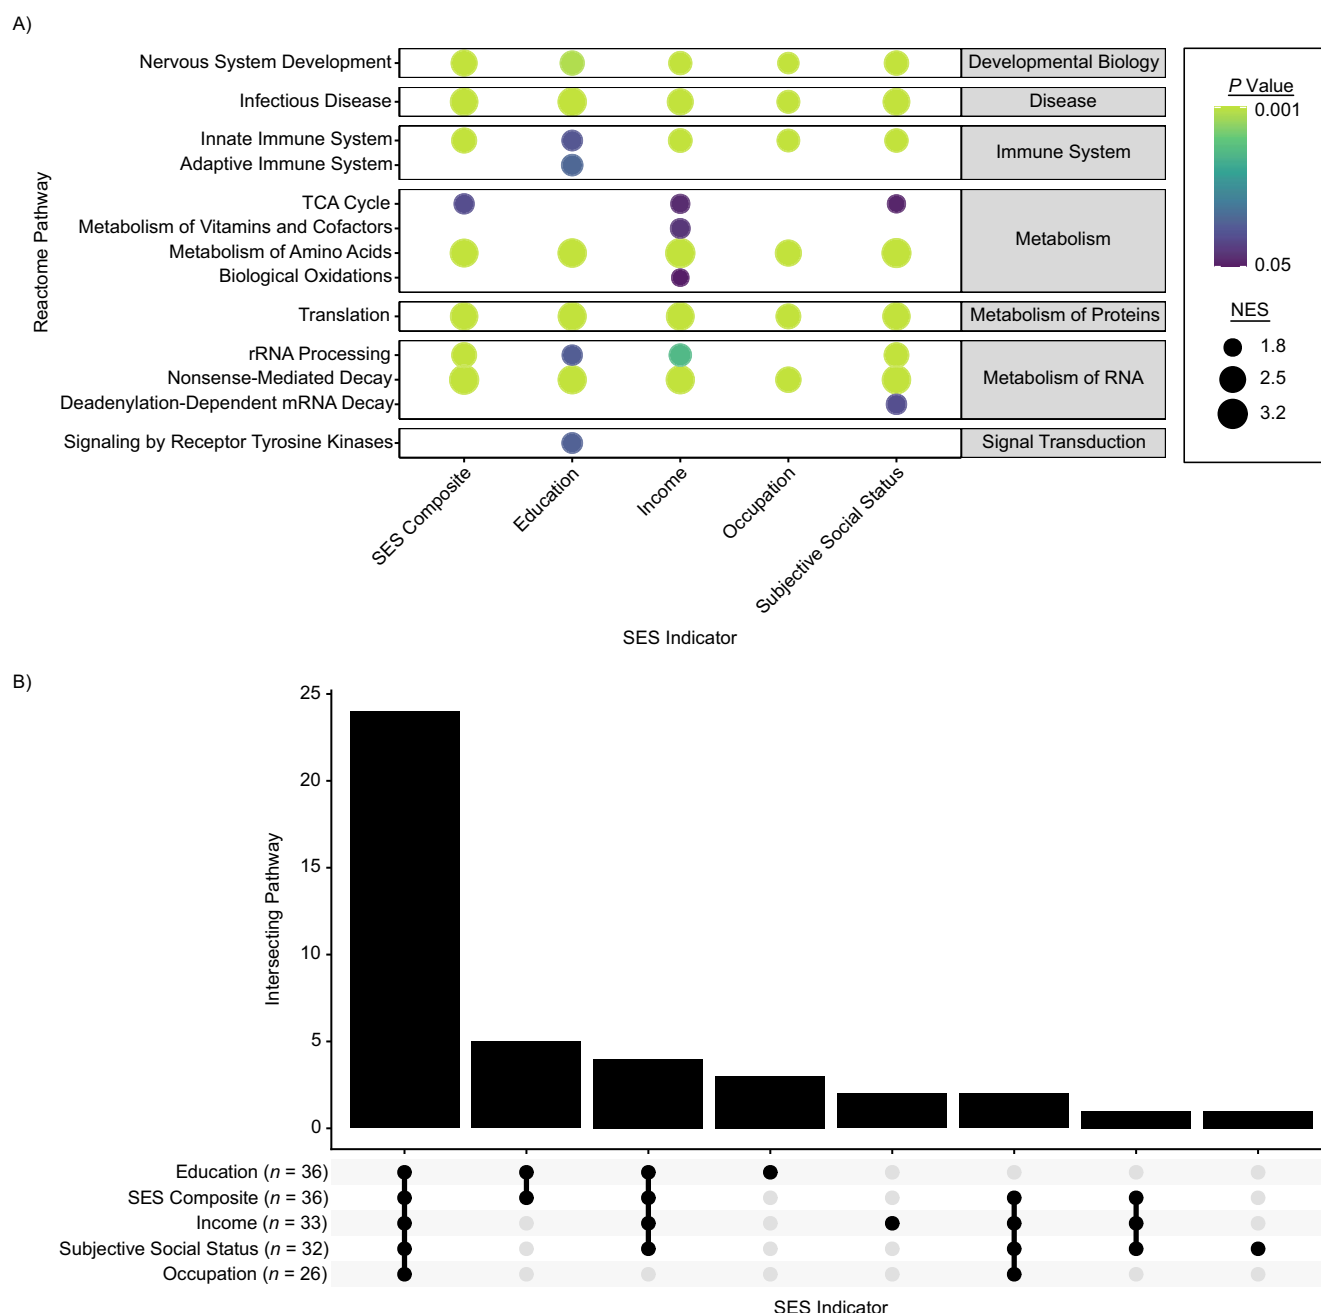 A)
Reactome Pathway
Nervous System Development
Developmental Biology
Infectious Disease
Disease
Innate Immune System
Adaptive Immune System
Immune System
TCA Cycle
Metabolism of Vitamins and Cofactors
Metabolism of Amino Acids
Biological Oxidations
Metabolism
Translation
Metabolism of Proteins
rRNA Processing
Nonsense-Mediated Decay
Deadenylation-Dependent mRNA Decay
Metabolism of RNA
Signaling by Receptor Tyrosine Kinases
Signal Transduction
SES Composite
Education
Income
Occupation
Subjective Social Status
SES Indicator
P Value
0.001
0.05
NES
1.8
2.5
3.2
B)
Intersecting Pathway
25
20
15
10
5
0
Education (n = 36)
SES Composite (n = 36)
Income (n = 33)
Subjective Social Status (n = 32)
Occupation (n = 26)
SES Indicator